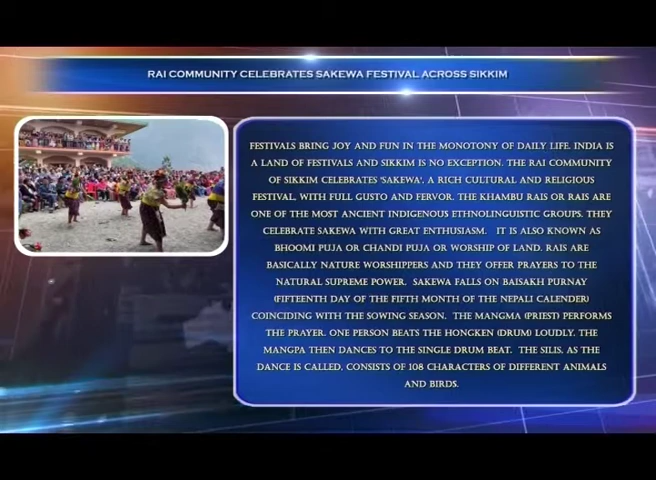 RAI COMMUNITY CELEBRATES SAKEWA FESTIVAL ACROSS SIKKIM
FESTIVALS BRING JOY AND FUN IN THE MONOTONY OF DAILY LIFE. INDIA IS
A LAND OF FESTIVALS AND SIKKIM IS NO EXCEPTION. THE RAI COMMUNITY
OF SIKKIM CELEBRATES 'SAKEWA', A RICH CULTURAL AND RELIGIOUS
FESTIVAL, WITH FULL GUSTO AND FERVOR. THE KHAMBU RAIS OR RAIS ARE
ONE OF THE MOST ANCIENT INDIGENOUS ETHNOLINGUISTIC GROUPS. THEY
CELEBRATE SAKEWA WITH GREAT ENTHUSIASM. IT IS ALSO KNOWN AS
BHOOMI PUJA OR CHANDI PUJA OR WORSHIP OF LAND. RAIS ARE
BASICALLY NATURE WORSHIPPERS AND THEY OFFER PRAYERS TO THE
NATURAL SUPREME POWER. SAKEWA FALLS ON BAISAKH PURNAY
(FIFTEENTH DAY OF THE FIFTH MONTH OF THE NEPALI CALENDER)
COINCIDING WITH THE SOWING SEASON. THE MANGMA (PRIEST) PERFORMS
THE PRAYER. ONE PERSON BEATS THE HONGKEN (DRUM) LOUDLY. THE
MANGPA THEN DANCES TO THE SINGLE DRUM BEAT. THE SILIS, AS THE
DANCE IS CALLED, CONSISTS OF 108 CHARACTERS OF DIFFERENT ANIMALS
AND BIRDS.